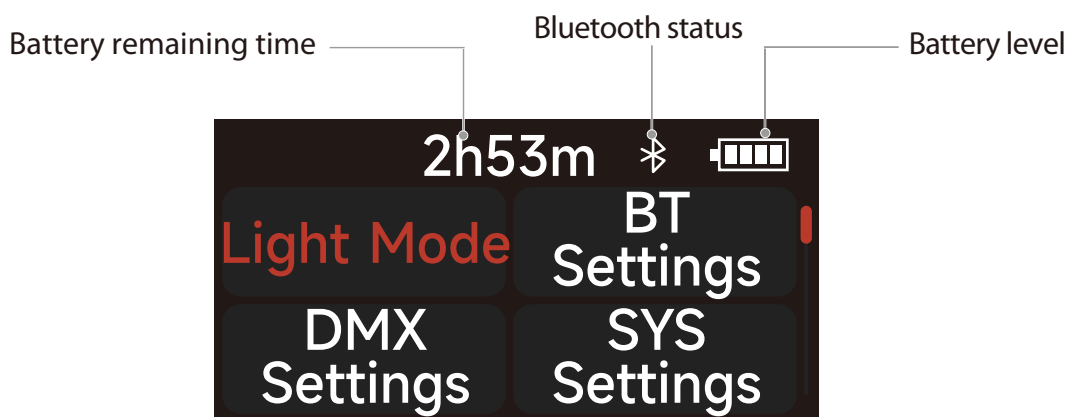 Battery remaining time
Bluetooth status
Battery level
2h53m
Light Mode
BT
Settings
DMX
Settings
SYS
Settings